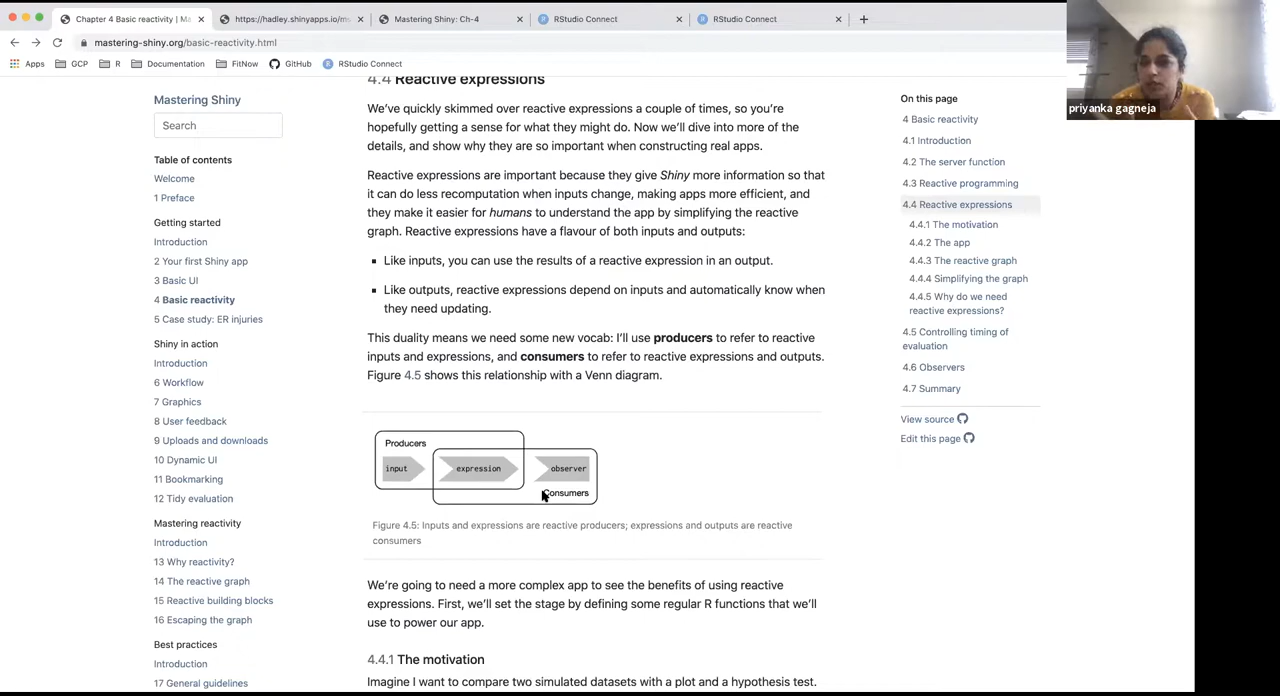 Chapter 4 Basic reactivity | Ma
https://hadley.shinyapps.io/ms
Mastering Shiny: Ch-4
RStudio Connect
RStudio Connect
mastering-shiny.org/basic-reactivity.html
Apps
GCP
R
Documentation
FitNow
GitHub
RStudio Connect
priyanka gagneja
Mastering Shiny
Search
Table of contents
Welcome
1 Preface
Getting started
Introduction
2 Your first Shiny app
3 Basic UI
4 Basic reactivity
5 Case study: ER injuries
Shiny in action
Introduction
6 Workflow
7 Graphics
8 User feedback
9 Uploads and downloads
10 Dynamic UI
11 Bookmarking
12 Tidy evaluation
Mastering reactivity
Introduction
13 Why reactivity?
14 The reactive graph
15 Reactive building blocks
16 Escaping the graph
Best practices
Introduction
17 General guidelines
4.4 Reactive expressions
We've quickly skimmed over reactive expressions a couple of times, so you're
hopefully getting a sense for what they might do. Now we'll dive into more of the
details, and show why they are so important when constructing real apps.
Reactive expressions are important because they give Shiny more information so that
it can do less recomputation when inputs change, making apps more efficient, and
they make it easier for humans to understand the app by simplifying the reactive
graph. Reactive expressions have a flavour of both inputs and outputs:
Like inputs, you can use the results of a reactive expression in an output.
Like outputs, reactive expressions depend on inputs and automatically know when
they need updating.
This duality means we need some new vocab: I'll use producers to refer to reactive
inputs and expressions, and consumers to refer to reactive expressions and outputs.
Figure 4.5 shows this relationship with a Venn diagram.
Producers
input
expression
observer
Consumers
Figure 4.5: Inputs and expressions are reactive producers; expressions and outputs are reactive
consumers
We're going to need a more complex app to see the benefits of using reactive
expressions. First, we'll set the stage by defining some regular R functions that we'll
use to power our app.
4.4.1 The motivation
Imagine I want to compare two simulated datasets with a plot and a hypothesis test.
On this page
4 Basic reactivity
4.1 Introduction
4.2 The server function
4.3 Reactive programming
4.4 Reactive expressions
4.4.1 The motivation
4.4.2 The app
4.4.3 The reactive graph
4.4.4 Simplifying the graph
4.4.5 Why do we need
reactive expressions?
4.5 Controlling timing of
evaluation
4.6 Observers
4.7 Summary
View source
Edit this page